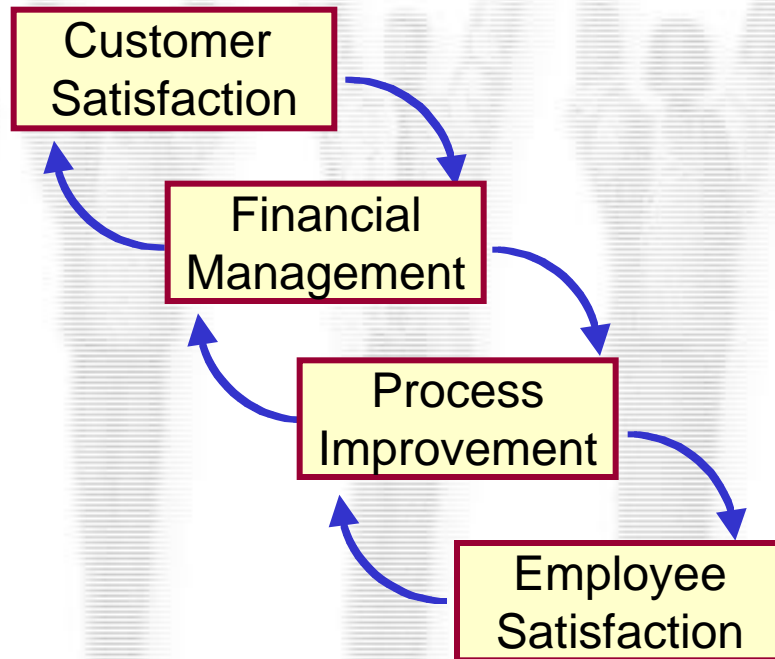 Customer
Satisfaction
Financial
Management
Process
Improvement
Employee
Satisfaction